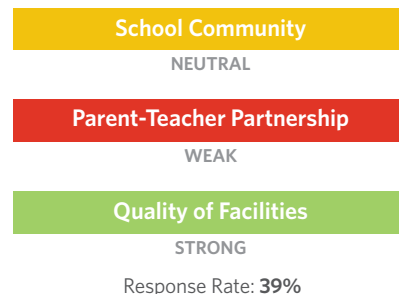 School Community
NEUTRAL
Parent-Teacher Partnership
WEAK
Quality of Facilities
STRONG
Response Rate: 39%